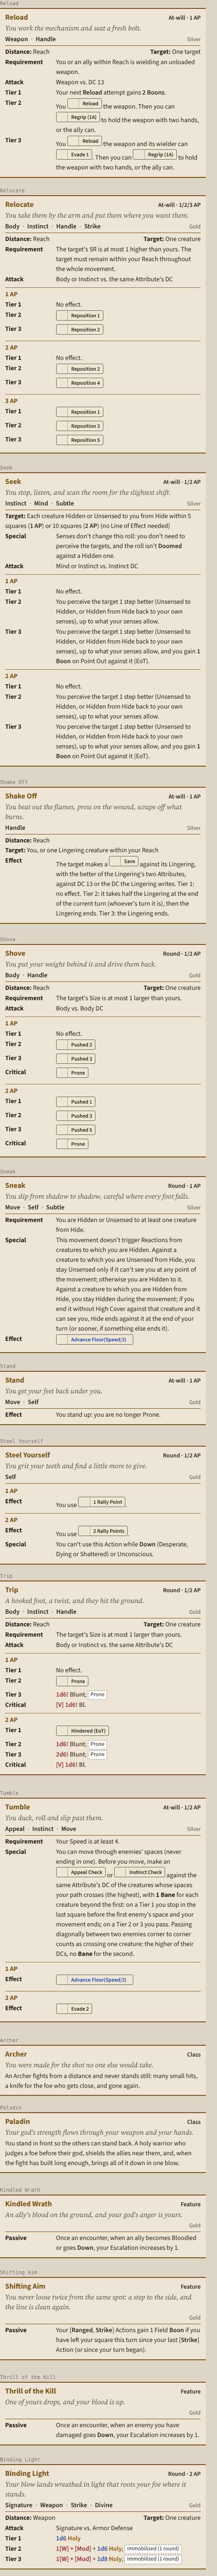 Reload
Reload At-will · 1 AP
You work the mechanism and seat a fresh bolt.
Weapon · Handle Silver
Distance: Reach Target: One target
Requirement You or an ally within Reach is wielding an unloaded
weapon.
Attack Weapon vs. DC 13
Tier 1 Your next Reload attempt gains 2 Boons.
Tier 2 You Reload the weapon. Then you can
Regrip (1A) to hold the weapon with two hands,
or the ally can.
Tier 3 You Reload the weapon and its wielder can
Evade 1 . Then you can Regrip (1A) to hold
the weapon with two hands, or the ally can.
Relocate
Relocate At-will · 1/2/3 AP
You take them by the arm and put them where you want them.
Body · Instinct · Handle · Strike Gold
Distance: Reach Target: One creature
Requirement The target's SR is at most 1 higher than yours. The
target must remain within your Reach throughout
the whole movement.
Attack Body or Instinct vs. the same Attribute's DC
1 AP
Tier 1 No effect.
Tier 2 Reposition 1
Tier 3 Reposition 2
2 AP
Tier 1 No effect.
Tier 2 Reposition 2
Tier 3 Reposition 4
3 AP
Tier 1 Reposition 1
Tier 2 Reposition 3
Tier 3 Reposition 5
Seek
Seek At-will · 1/2 AP
You stop, listen, and scan the room for the slightest shift.
Instinct · Mind · Subtle Silver
Target: Each creature Hidden or Unsensed to you from Hide within 5
squares (1 AP) or 10 squares (2 AP) (no Line of Effect needed)
Special Senses don't change this roll: you don't need to
perceive the targets, and the roll isn't Doomed
against a Hidden one.
Attack Mind or Instinct vs. Instinct DC
1 AP
Tier 1 No effect.
Tier 2 You perceive the target 1 step better (Unsensed to
Hidden, or Hidden from Hide back to your own
senses), up to what your senses allow.
Tier 3 You perceive the target 1 step better (Unsensed to
Hidden, or Hidden from Hide back to your own
senses), up to what your senses allow, and you gain 1
Boon on Point Out against it (EoT).
2 AP
Tier 1 No effect.
Tier 2 You perceive the target 1 step better (Unsensed to
Hidden, or Hidden from Hide back to your own
senses), up to what your senses allow.
Tier 3 You perceive the target 1 step better (Unsensed to
Hidden, or Hidden from Hide back to your own
senses), up to what your senses allow, and you gain 1
Boon on Point Out against it (EoT).
Shake Off
Shake Off At-will · 1 AP
You beat out the flames, press on the wound, scrape off what
burns.
Handle Silver
Distance: Reach
Target: You, or one Lingering creature within your Reach
Effect The target makes a Save against its Lingering,
with the better of the Lingering's two Attributes,
against DC 13 or the DC the Lingering writes. Tier 1:
no effect. Tier 2: it takes half the Lingering at the end
of the current turn (whoever's turn it is), then the
Lingering ends. Tier 3: the Lingering ends.
Shove
Shove Round · 1/2 AP
You put your weight behind it and drive them back.
Body · Handle Gold
Distance: Reach Target: One creature
Requirement The target's Size is at most 1 larger than yours.
Attack Body vs. Body DC
1 AP
Tier 1 No effect.
Tier 2 Pushed 2
Tier 3 Pushed 3
Critical Prone
2 AP
Tier 1 Pushed 1
Tier 2 Pushed 3
Tier 3 Pushed 5
Critical Prone
Sneak
Sneak Round · 1 AP
You slip from shadow to shadow, careful where every foot falls.
Move · Self · Subtle Silver
Requirement You are Hidden or Unsensed to at least one creature
from Hide.
Special This movement doesn't trigger Reactions from
creatures to which you are Hidden. Against a
creature to which you are Unsensed from Hide, you
stay Unsensed only if it can't see you at any point of
the movement; otherwise you are Hidden to it.
Against a creature to which you are Hidden from
Hide, you stay Hidden during the movement; if you
end it without High Cover against that creature and it
can see you, Hide ends against it at the end of your
turn (or sooner, if something else ends it).
Effect Advance Floor(Speed/2)
Stand
Stand At-will · 1 AP
You get your feet back under you.
Move · Self Gold
Effect You stand up: you are no longer Prone.
Steel Yourself
Steel Yourself Round · 1/2 AP
You grit your teeth and find a little more to give.
Self Gold
1 AP
Effect You use 1 Rally Point .
2 AP
Effect You use 2 Rally Points .
Special You can't use this Action while Down (Desperate,
Dying or Shattered) or Unconscious.
Trip
Trip Round · 1/2 AP
A hooked foot, a twist, and they hit the ground.
Body · Instinct · Handle Gold
Distance: Reach Target: One creature
Requirement The target's Size is at most 1 larger than yours.
Attack Body or Instinct vs. the same Attribute's DC
1 AP
Tier 1 No effect.
Tier 2 Prone
Tier 3 1d6! Blunt; Prone
Critical [V] 1d6! Bl.
2 AP
Tier 1 Hindered (EoT)
Tier 2 1d6! Blunt; Prone
Tier 3 2d6! Blunt; Prone
Critical [V] 1d6! Bl.
Tumble
Tumble At-will · 1/2 AP
You duck, roll and slip past them.
Appeal · Instinct · Move Silver
Requirement Your Speed is at least 4.
Special You can move through enemies' spaces (never
ending in one). Before you move, make an
Appeal Check or Instinct Check against the
same Attribute's DC of the creatures whose spaces
your path crosses (the highest), with 1 Bane for each
creature beyond the first: on a Tier 1 you stop in the
last square before the first enemy's space and your
movement ends; on a Tier 2 or 3 you pass. Passing
diagonally between two enemies corner to corner
counts as crossing one creature: the higher of their
DCs, no Bane for the second.
1 AP
Effect Advance Floor(Speed/2)
2 AP
Effect Evade 2
Archer
Archer Class
You were made for the shot no one else would take.
An Archer fights from a distance and never stands still: many small hits,
a knife for the foe who gets close, and gone again.
Paladin
Paladin Class
Your god's strength flows through your weapon and your hands.
You stand in front so the others can stand back. A holy warrior who
judges a foe before their god, shields the allies near them, and, when
the fight has built long enough, brings all of it down in one blow.
Kindled Wrath
Kindled Wrath Feature
An ally's blood on the ground, and your god's anger is yours.
Gold
Passive Once an encounter, when an ally becomes Bloodied
or goes Down, your Escalation increases by 1.
Shifting Aim
Shifting Aim Feature
You never loose twice from the same spot: a step to the side, and
the line is clean again.
Gold
Passive Your [Ranged, Strike] Actions gain 1 Field Boon if you
have left your square this turn since your last [Strike]
Action (or since your turn began).
Thrill of the Kill
Thrill of the Kill Feature
One of yours drops, and your blood is up.
Gold
Passive Once an encounter, when an enemy you have
damaged goes Down, your Escalation increases by 1.
Binding Light
Binding Light Round · 2 AP
Your blow lands wreathed in light that roots your foe where it
stands.
Signature · Weapon · Strike · Divine Gold
Distance: Weapon Target: One creature
Attack Signature vs. Armor Defense
Tier 1 1d6 Holy
Tier 2 1[W] + [Mod] + 1d6 Holy; Immobilized (1 round)
Tier 3 1[W] + [Mod] + 1d8 Holy; Immobilized (1 round)